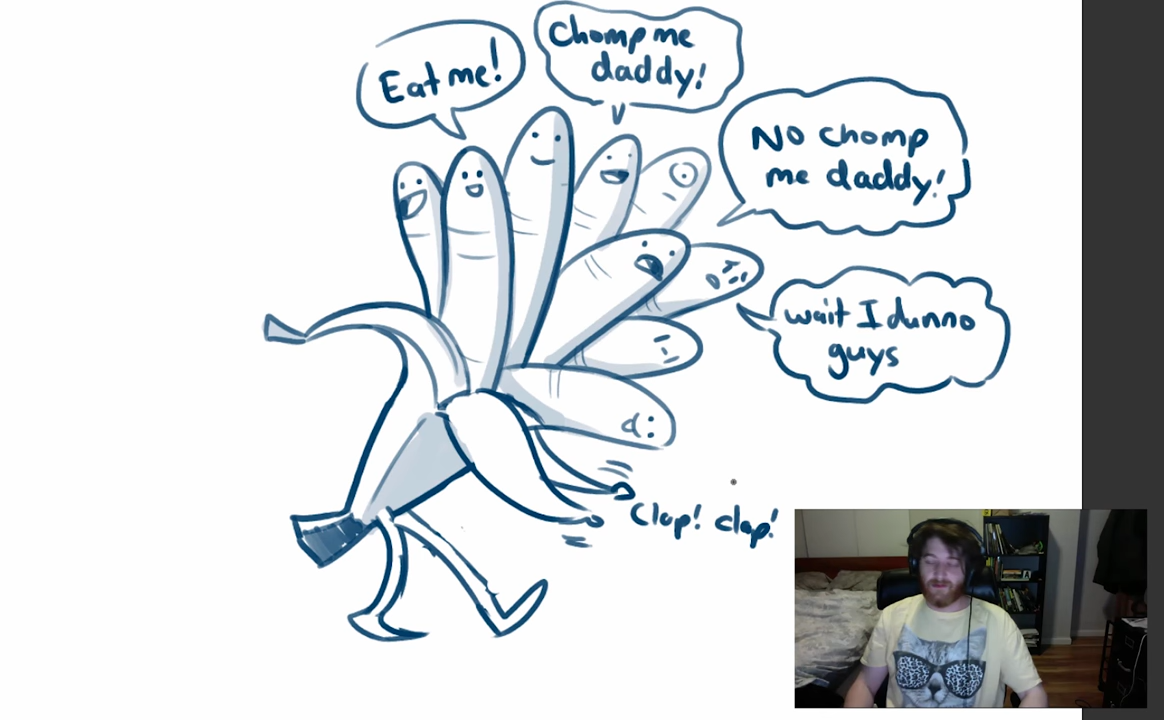 Eat me!
Chomp me
daddy!
No chomp
me daddy!
wait I dunno
guys
Clap! clap!